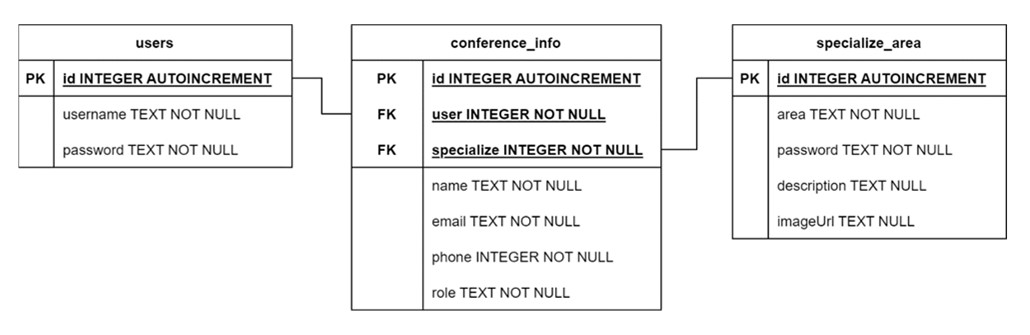 users
PK id INTEGER AUTOINCREMENT
username TEXT NOT NULL
password TEXT NOT NULL
conference_info
PK id INTEGER AUTOINCREMENT
FK user INTEGER NOT NULL
FK specialize INTEGER NOT NULL
name TEXT NOT NULL
email TEXT NOT NULL
phone INTEGER NOT NULL
role TEXT NOT NULL
specialize_area
PK id INTEGER AUTOINCREMENT
area TEXT NOT NULL
password TEXT NOT NULL
description TEXT NULL
imageUrl TEXT NULL